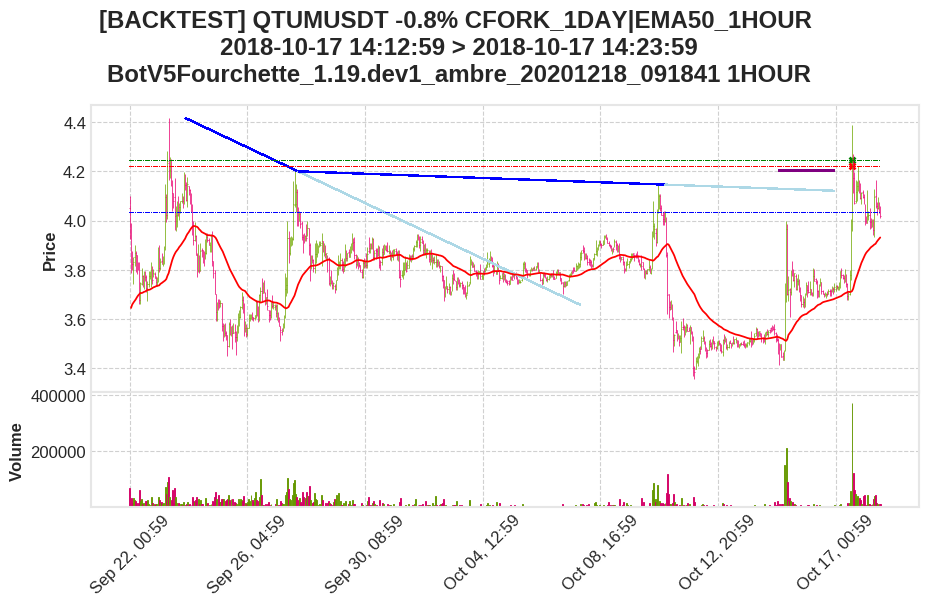 [BACKTEST] QTUMUSDT -0.8% CFORK_1DAY|EMA50_1HOUR
2018-10-17 14:12:59 > 2018-10-17 14:23:59
BotV5Fourchette_1.19.dev1_ambre_20201218_091841 1HOUR
Price
4.4
4.2
4.0
3.8
3.6
3.4
Volume
400000
200000
Sep 22, 00:59
Sep 26, 04:59
Sep 30, 08:59
Oct 04, 12:59
Oct 08, 16:59
Oct 12, 20:59
Oct 17, 00:59